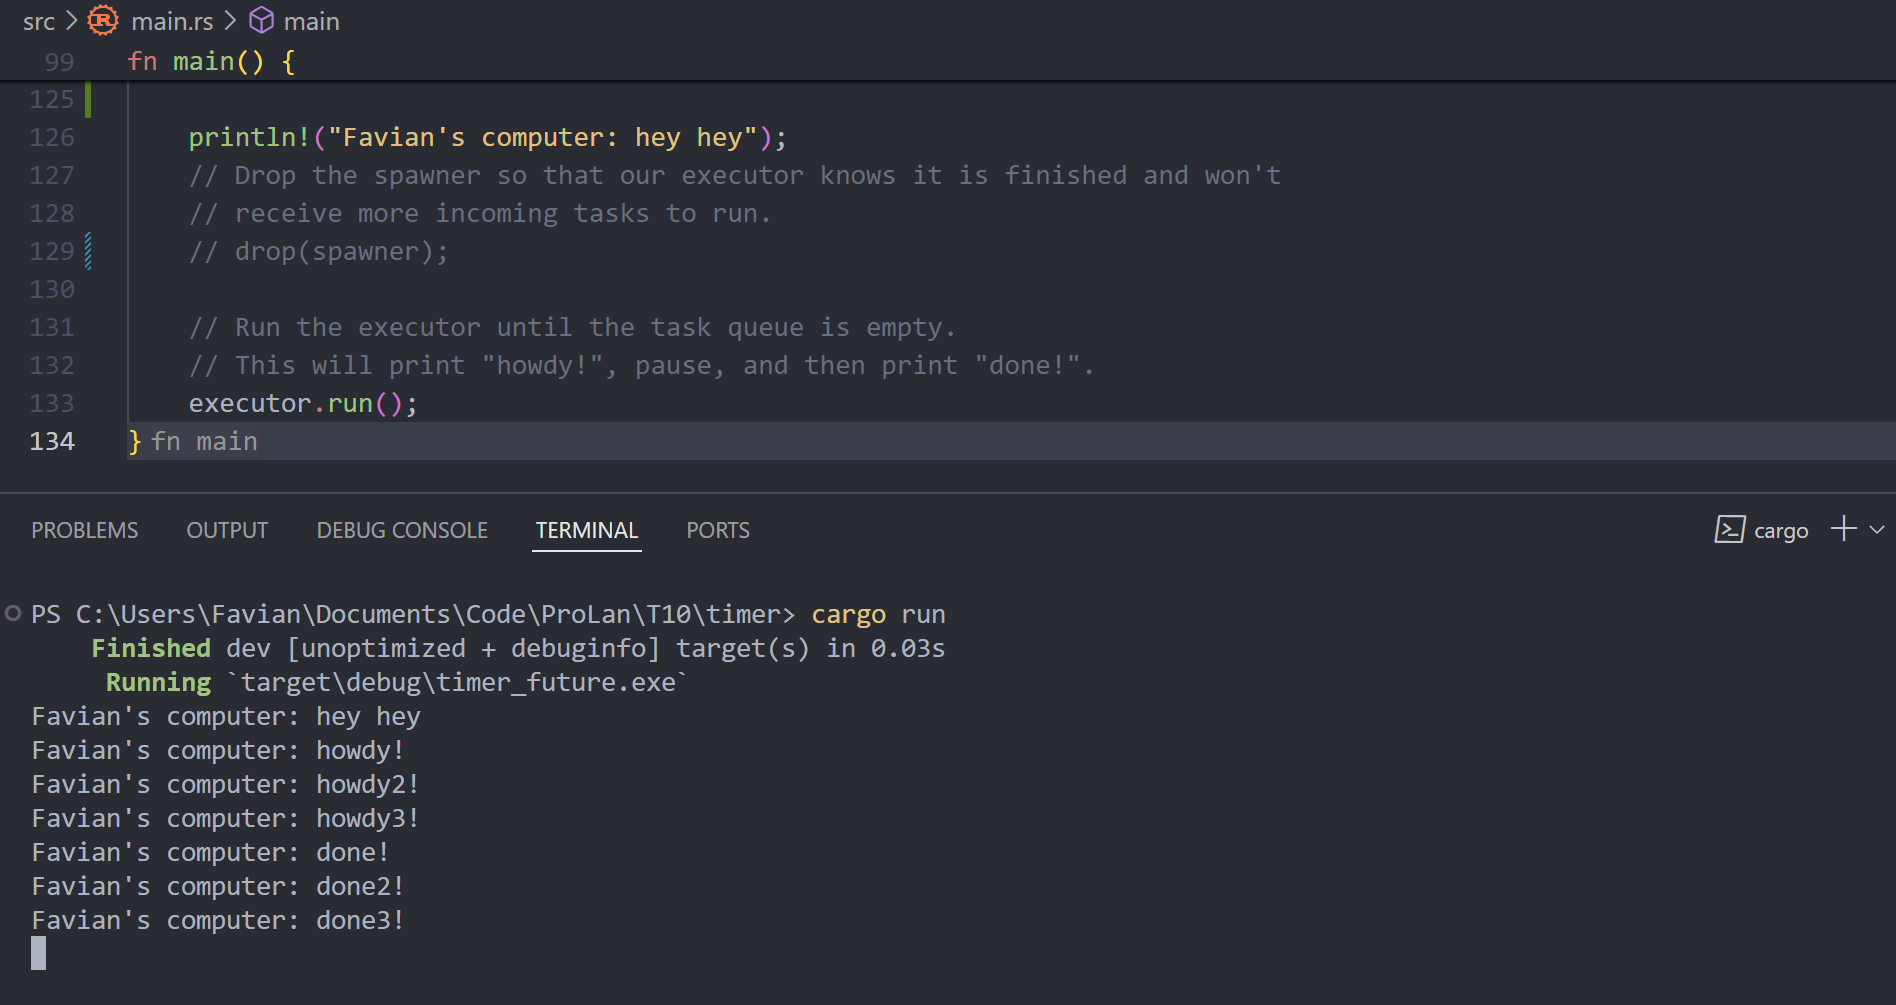 src > main.rs > main
99 fn main() {
125
126 println!("Favian's computer: hey hey");
127 // Drop the spawner so that our executor knows it is finished and won't
128 // receive more incoming tasks to run.
129 // drop(spawner);
130
131 // Run the executor until the task queue is empty.
132 // This will print "howdy!", pause, and then print "done!".
133 executor.run();
134 } fn main
PROBLEMS OUTPUT DEBUG CONSOLE TERMINAL PORTS cargo
PS C:\Users\Favian\Documents\Code\ProLan\T10\timer> cargo run
Finished dev [unoptimized + debuginfo] target(s) in 0.03s
Running `target\debug\timer_future.exe`
Favian's computer: hey hey
Favian's computer: howdy!
Favian's computer: howdy2!
Favian's computer: howdy3!
Favian's computer: done!
Favian's computer: done2!
Favian's computer: done3!